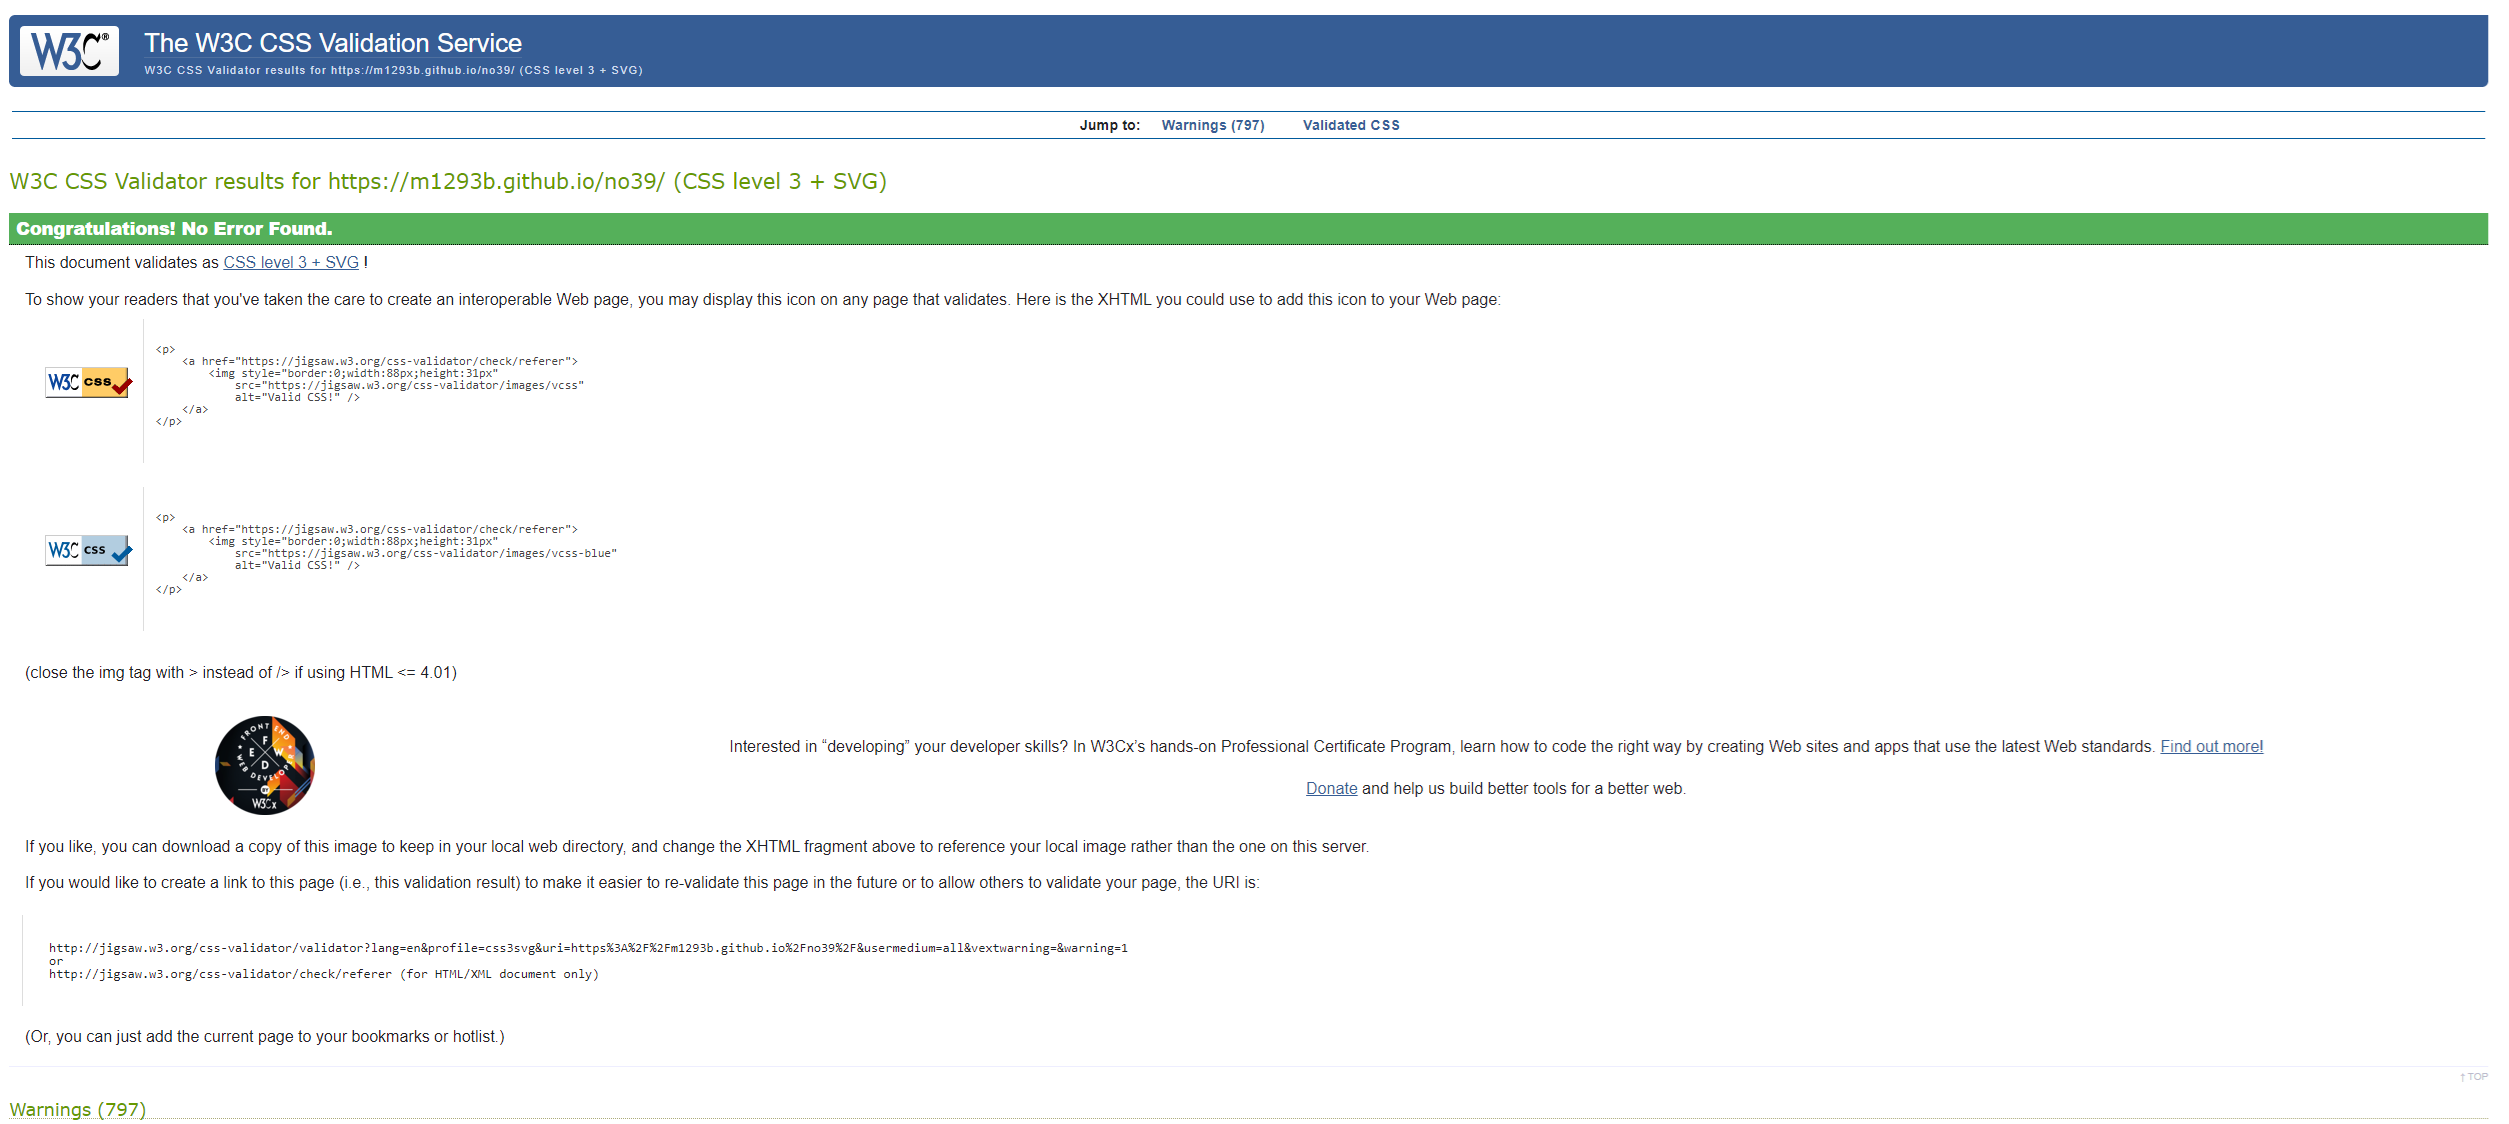 W3C®
The W3C CSS Validation Service
W3C CSS Validator results for https://m1293b.github.io/no39/ (CSS level 3 + SVG)
Jump to: Warnings (797) Validated CSS
W3C CSS Validator results for https://m1293b.github.io/no39/ (CSS level 3 + SVG)
Congratulations! No Error Found.
This document validates as CSS level 3 + SVG !
To show your readers that you've taken the care to create an interoperable Web page, you may display this icon on any page that validates. Here is the XHTML you could use to add this icon to your Web page:
W3C css
<p>
<a href="https://jigsaw.w3.org/css-validator/check/referer">
<img style="border:0;width:88px;height:31px"
src="https://jigsaw.w3.org/css-validator/images/vcss"
alt="Valid CSS!" />
</a>
</p>
W3C css
<p>
<a href="https://jigsaw.w3.org/css-validator/check/referer">
<img style="border:0;width:88px;height:31px"
src="https://jigsaw.w3.org/css-validator/images/vcss-blue"
alt="Valid CSS!" />
</a>
</p>
(close the img tag with > instead of /> if using HTML <= 4.01)
FRONT END
F
E W
D
WEB DEVELOPER
BY
W3Cx
Interested in “developing” your developer skills? In W3Cx’s hands-on Professional Certificate Program, learn how to code the right way by creating Web sites and apps that use the latest Web standards. Find out more!
Donate and help us build better tools for a better web.
If you like, you can download a copy of this image to keep in your local web directory, and change the XHTML fragment above to reference your local image rather than the one on this server.
If you would like to create a link to this page (i.e., this validation result) to make it easier to re-validate this page in the future or to allow others to validate your page, the URI is:
http://jigsaw.w3.org/css-validator/validator?lang=en&profile=css3svg&uri=https%3A%2F%2Fm1293b.github.io%2Fno39%2F&usermedium=all&vextwarning=&warning=1
or
http://jigsaw.w3.org/css-validator/check/referer (for HTML/XML document only)
(Or, you can just add the current page to your bookmarks or hotlist.)
↑ TOP
Warnings (797)